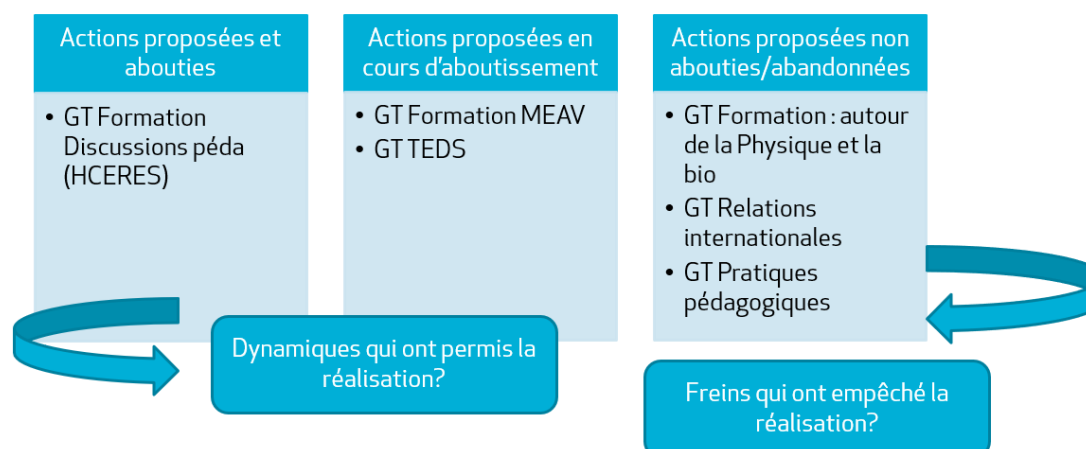 Actions proposées et
abouties
• GT Formation
Discussions péda
(HCERES)
Actions proposées en
cours d'aboutissement
• GT Formation MEAV
• GT TEDS
Actions proposées non
abouties/abandonnées
• GT Formation : autour
de la Physique et la
bio
• GT Relations
internationales
• GT Pratiques
pédagogiques
Dynamiques qui ont permis la
réalisation?
Freins qui ont empêché la
réalisation?